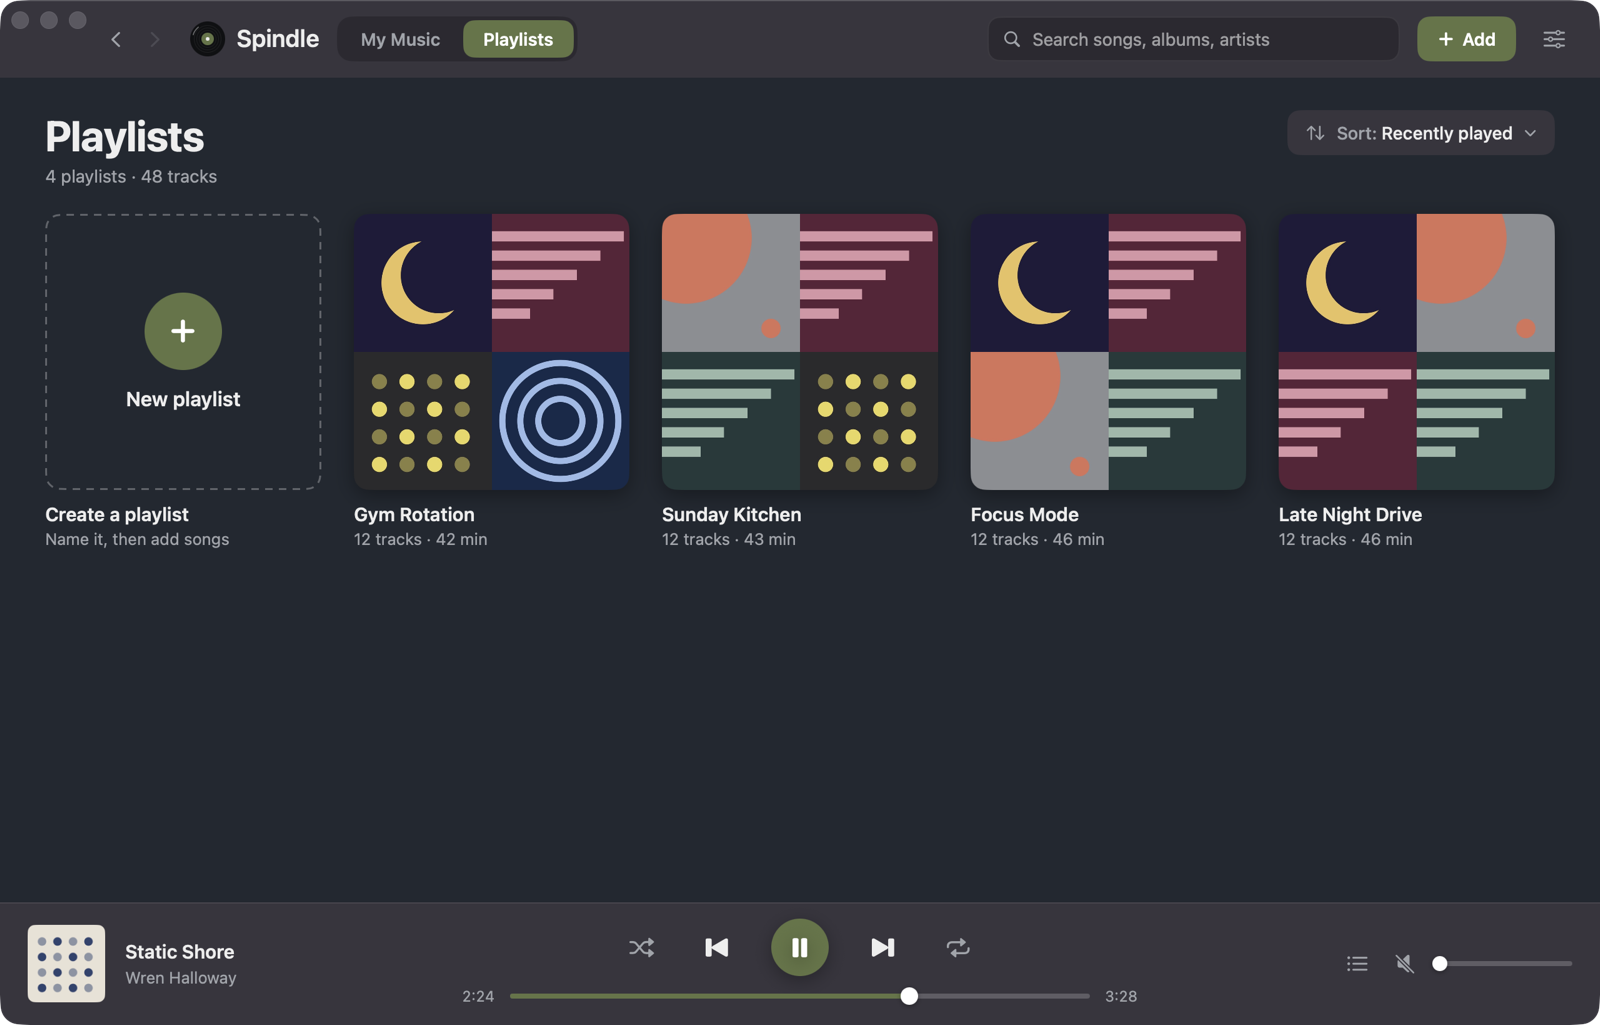 Spindle
My Music
Playlists
Search songs, albums, artists
Add
Playlists
4 playlists · 48 tracks
Sort: Recently played
New playlist
Create a playlist
Name it, then add songs
Gym Rotation
12 tracks · 42 min
Sunday Kitchen
12 tracks · 43 min
Focus Mode
12 tracks · 46 min
Late Night Drive
12 tracks · 46 min
Static Shore
Wren Halloway
2:24
3:28